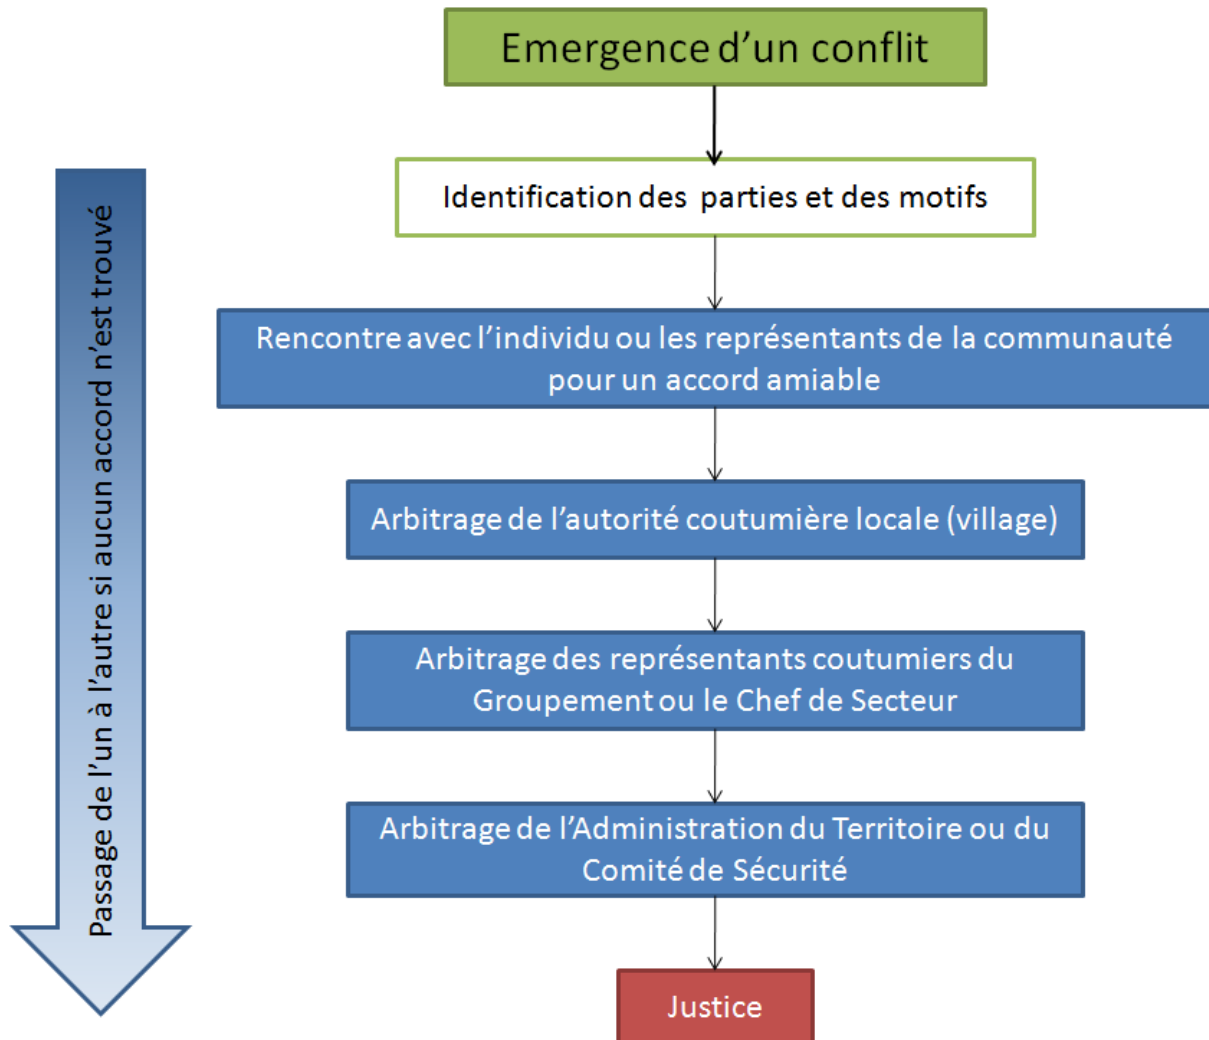 Emergence d’un conflit
Identification des parties et des motifs
Rencontre avec l’individu ou les représentants de la communauté
pour un accord amiable
Arbitrage de l’autorité coutumière locale (village)
Arbitrage des représentants coutumiers du
Groupement ou le Chef de Secteur
Arbitrage de l’Administration du Territoire ou du
Comité de Sécurité
Justice
Passage de l’un à l’autre si aucun accord n’est trouvé